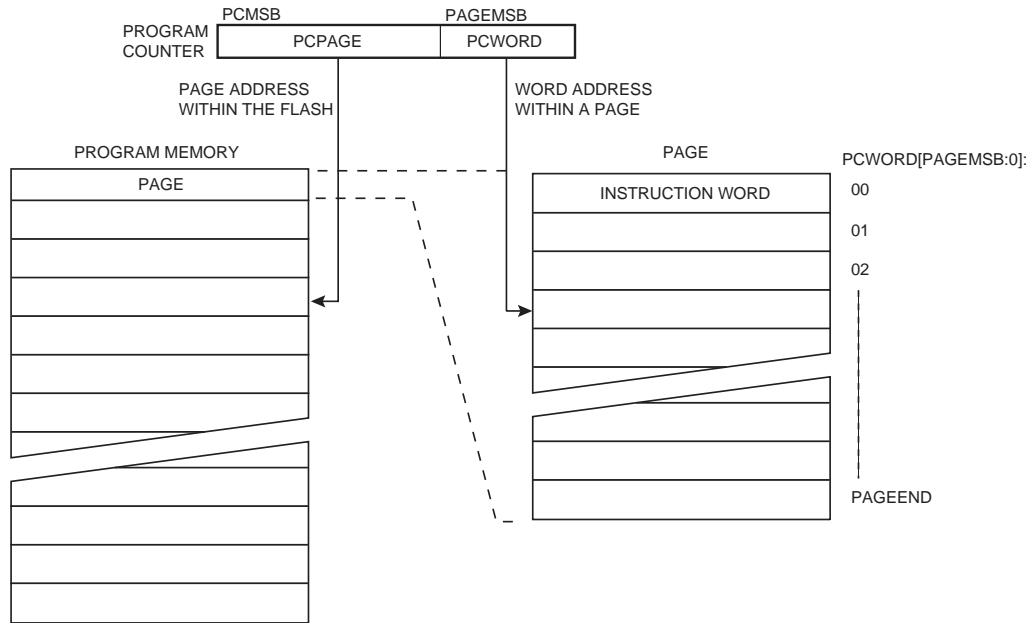 PCMSB PAGEMSB
PROGRAM
COUNTER
PCPAGE PCWORD
PAGE ADDRESS
WITHIN THE FLASH
WORD ADDRESS
WITHIN A PAGE
PROGRAM MEMORY
PAGE
PAGE
PCWORD[PAGEMSB:0]:
INSTRUCTION WORD
00
01
02
PAGEEND